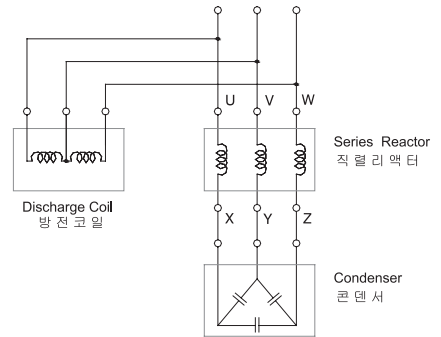 U V W
Series Reactor
직렬리액터
Discharge Coil
방전코일
X Y Z
Condenser
콘덴서